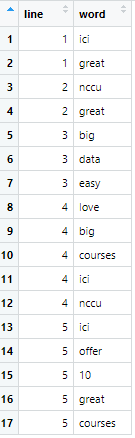 line word
1 1 ici
2 1 great
3 2 nccu
4 2 great
5 3 big
6 3 data
7 3 easy
8 4 love
9 4 big
10 4 courses
11 4 ici
12 4 nccu
13 5 ici
14 5 offer
15 5 10
16 5 great
17 5 courses